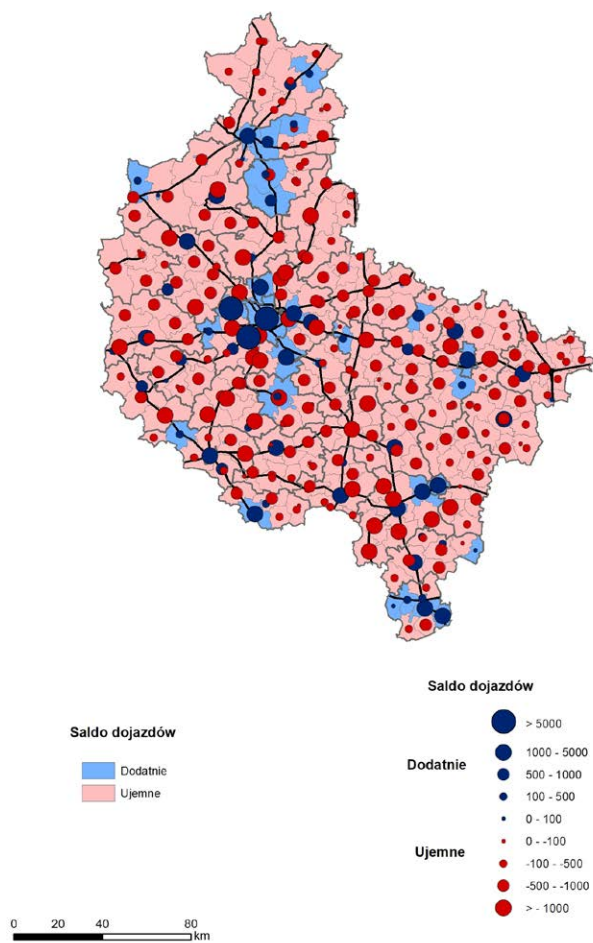 Saldo dojazdów
Dodatnie
Ujemne
Saldo dojazdów
Dodatnie
> 5000
1000 - 5000
500 - 1000
100 - 500
0 - 100
Ujemne
0 - -100
-100 - -500
-500 - -1000
> - 1000
0 20 40 80
km